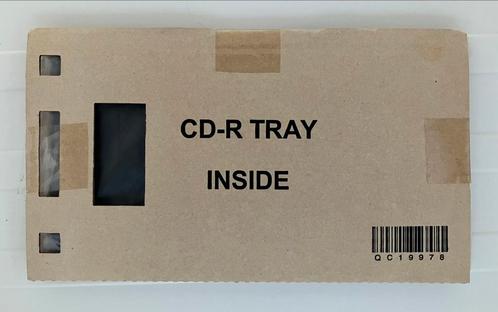 CD-R TRAY
INSIDE
QC19978